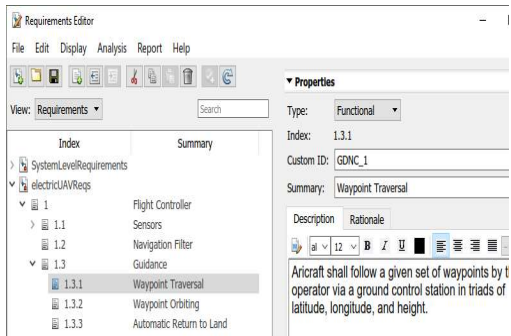 Requirements Editor
File Edit Display Analysis Report Help
View: Requirements
Search
Index Summary
SystemLevelRequirements
electricUAVReqs
1 Flight Controller
1.1 Sensors
1.2 Navigation Filter
1.3 Guidance
1.3.1 Waypoint Traversal
1.3.2 Waypoint Orbiting
1.3.3 Automatic Return to Land
Properties
Type: Functional
Index: 1.3.1
Custom ID: GDNC_1
Summary: Waypoint Traversal
Description Rationale
al 12 B I U
Aricraft shall follow a given set of waypoints by
operator via a ground control station in triads of
latitude, longitude, and height.